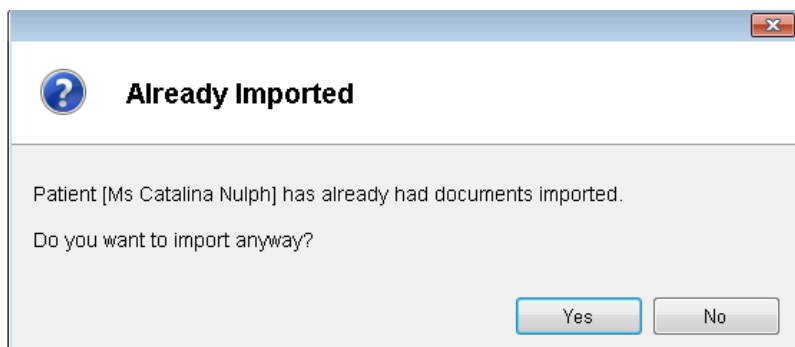 Already Imported
Patient [Ms Catalina Nulph] has already had documents imported.
Do you want to import anyway?
Yes
No